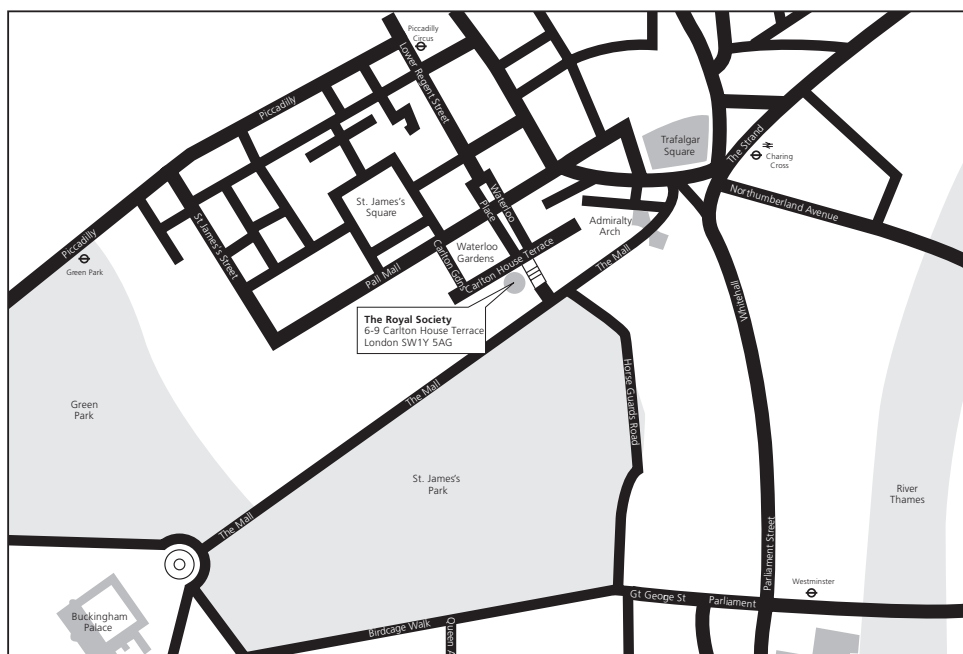 Piccadilly
Circus
Lower Regent Street
Piccadilly
Trafalgar
Square
The Strand
Charing
Cross
Northumberland Avenue
St. James's
Square
Waterloo
Place
St James's Street
Admiralty
Arch
Waterloo
Gardens
Carlton Gdns
Carlton House Terrace
The Mall
Pall Mall
Piccadilly
Green Park
Whitehall
The Royal Society
6-9 Carlton House Terrace
London SW1Y 5AG
Horse Guards Road
The Mall
Green
Park
St. James's
Park
River
Thames
The Mall
Parliament Street
Westminster
Gt Geoge St
Parliament
Buckingham
Palace
Birdcage Walk
Queen